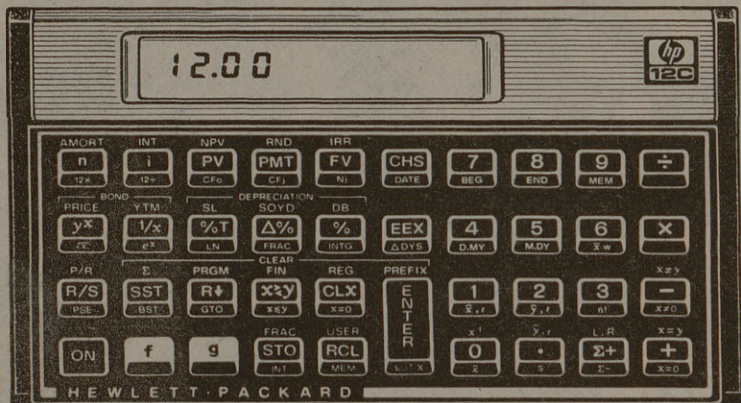 12.00
hp
12C
AMORT INT NPV RND IRR
n i PV PMT FV CHS 7 8 9 ÷
12× 12÷ CFo CFj Nj DATE BEG END MEM
BOND DEPRECIATION
PRICE YTM SL SOYD DB
yˣ 1/x %T Δ% % EEX 4 5 6 ×
eˣ LN FRAC INTG ΔDYS D.MY M.DY x̄w
CLEAR
P/R Σ PRGM FIN REG PREFIX x≷y
R/S SST R↓ x≷y CLx ENTER 1 2 3 −
PSE BST GTO x≤y x=0 x̂,r ŷ,r n! x≠0
FRAC USER L.R x=y
ON f g STO RCL 0 · Σ+ +
INT MEM s Σ− x=0
HEWLETT·PACKARD